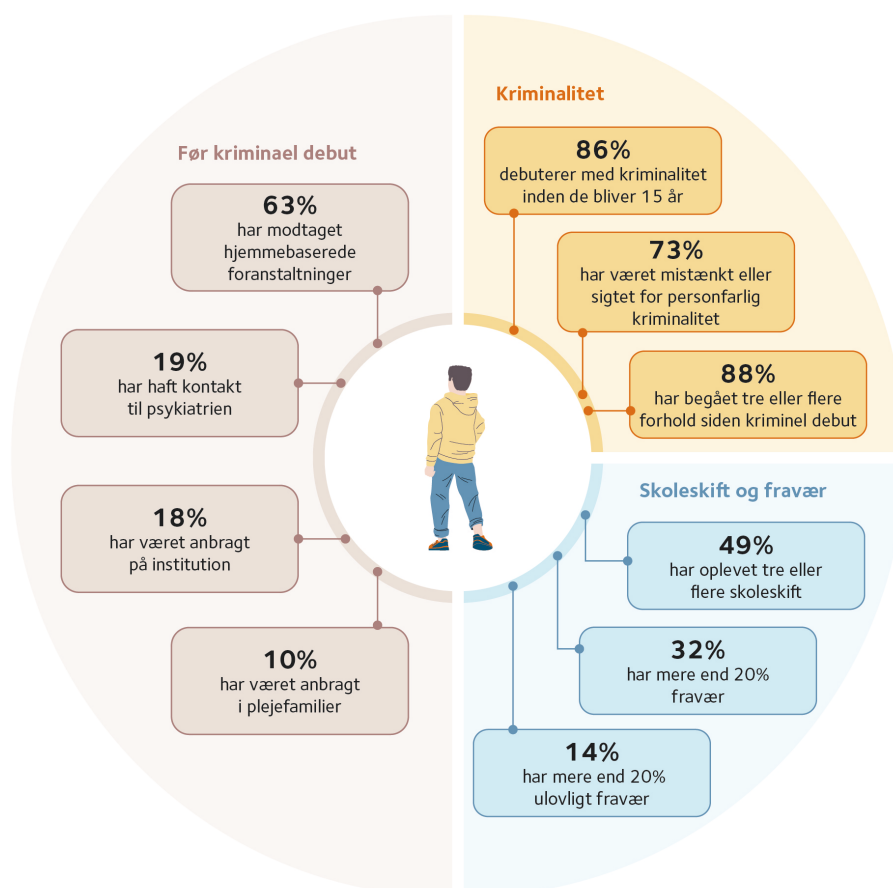 Før kriminael debut
63%
har modtaget
hjemmebaserede
foranstaltninger
19%
har haft kontakt
til psykiatrien
18%
har været anbragt
på institution
10%
har været anbragt
i plejefamilier
Kriminalitet
86%
debuterer med kriminalitet
inden de bliver 15 år
73%
har været mistænkt eller
sigtet for personfarlig
kriminalitet
88%
har begået tre eller flere
forhold siden kriminel debut
Skoleskift og fravær
49%
har oplevet tre eller
flere skoleskift
32%
har mere end 20%
fravær
14%
har mere end 20%
ulovligt fravær